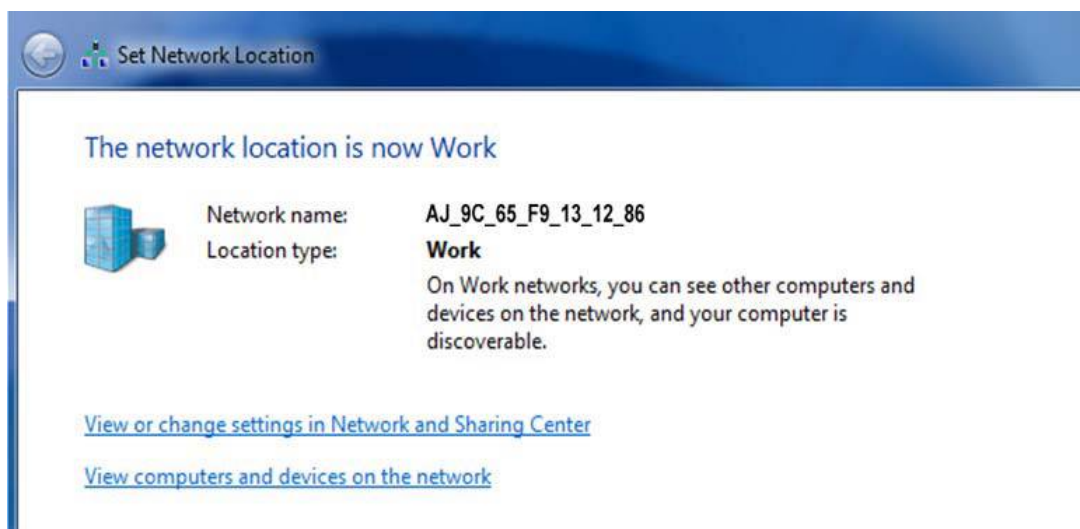 Set Network Location
The network location is now Work
Network name: AJ_9C_65_F9_13_12_86
Location type: Work
On Work networks, you can see other computers and
devices on the network, and your computer is
discoverable.
View or change settings in Network and Sharing Center
View computers and devices on the network